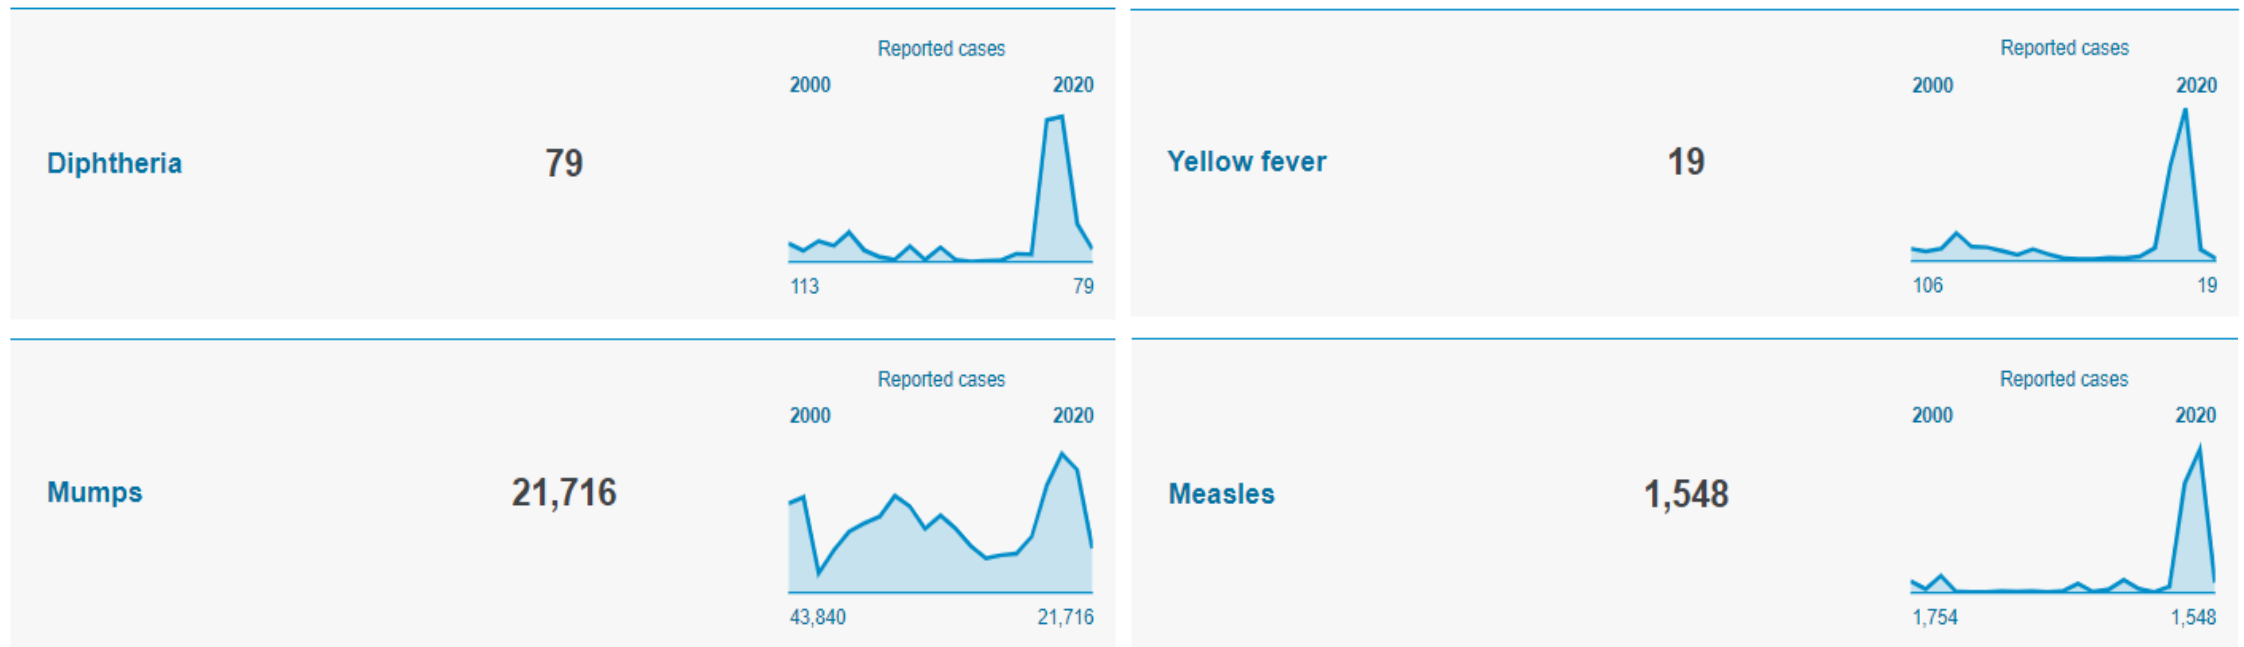 Reported cases
2000 2020
Diphtheria 79
113 79
Reported cases
2000 2020
Yellow fever 19
106 19
Reported cases
2000 2020
Mumps 21,716
43,840 21,716
Reported cases
2000 2020
Measles 1,548
1,754 1,548